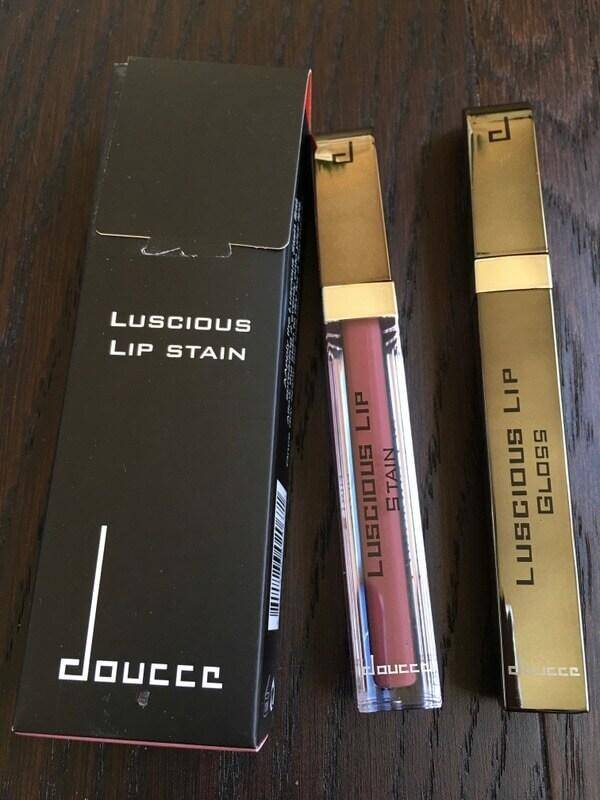 Luscious
Lip stain
doucce
Luscious Lip
Stain
doucce
Luscious Lip
Gloss
doucce